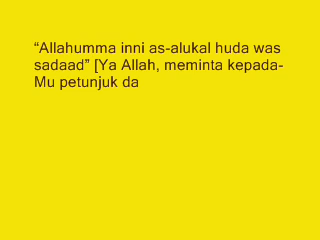 “Allahumma inni as-alukal huda was
sadaad” [Ya Allah, meminta kepada-
Mu petunjuk da